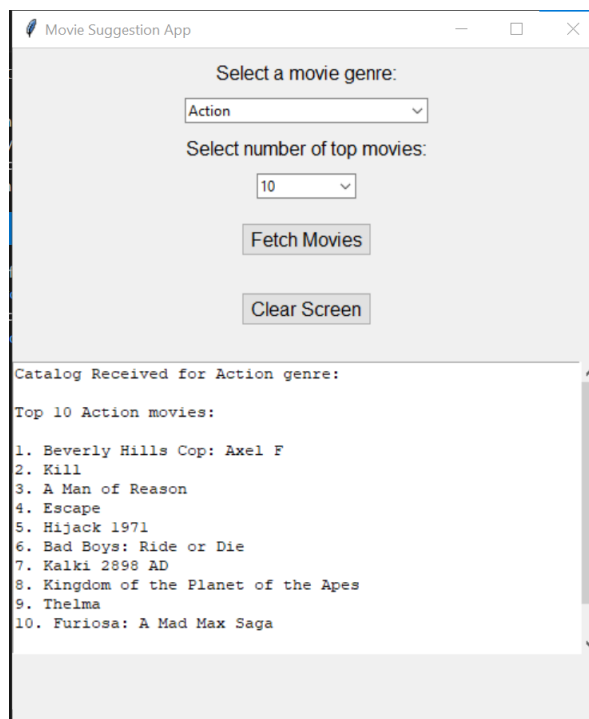 Movie Suggestion App
Select a movie genre:
Action
Select number of top movies:
10
Fetch Movies
Clear Screen
Catalog Received for Action genre:
Top 10 Action movies:
1. Beverly Hills Cop: Axel F
2. Kill
3. A Man of Reason
4. Escape
5. Hijack 1971
6. Bad Boys: Ride or Die
7. Kalki 2898 AD
8. Kingdom of the Planet of the Apes
9. Thelma
10. Furiosa: A Mad Max Saga